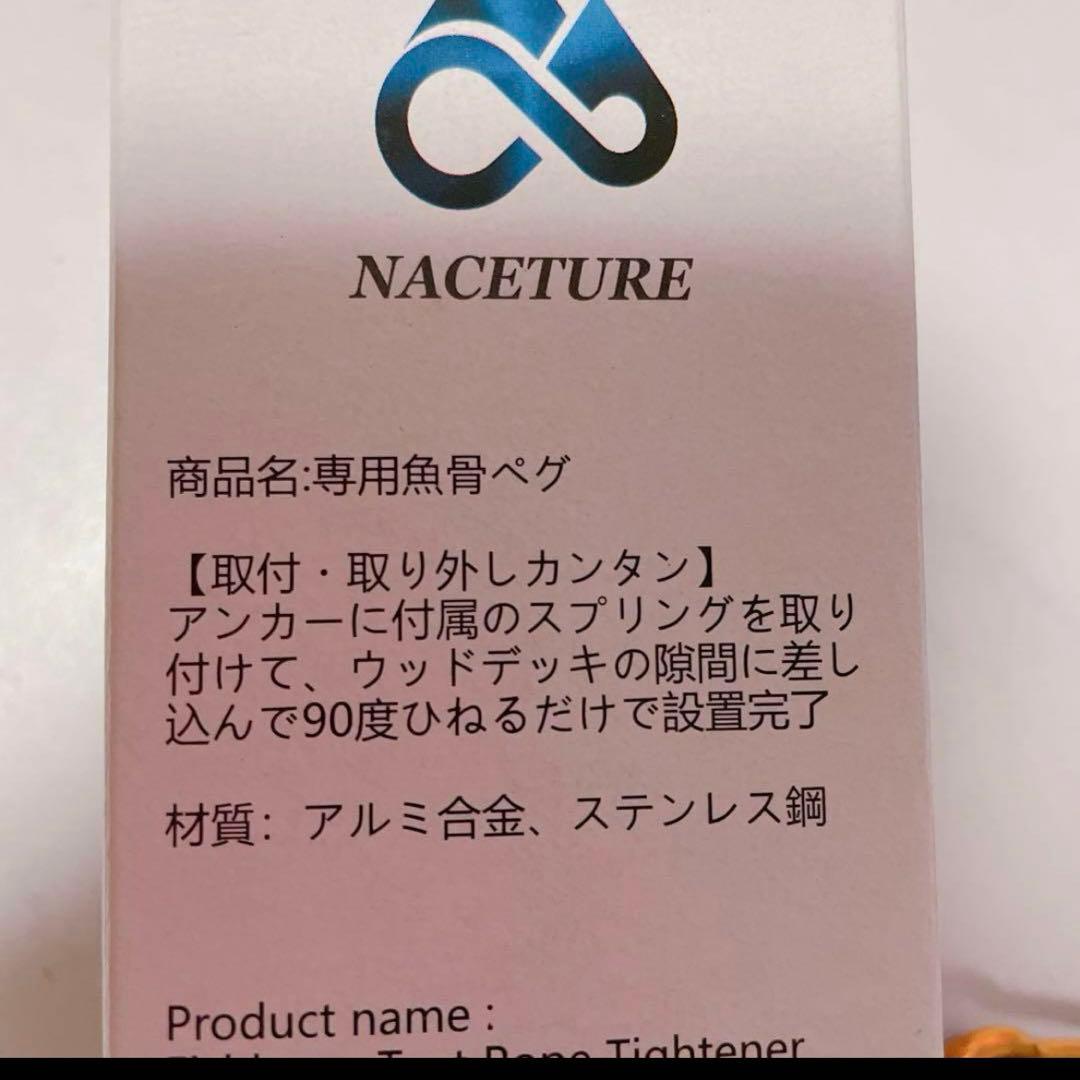 NACETURE
商品名:専用魚骨ペグ
【取付・取り外しカンタン】
アンカーに付属のスプリングを取り
付けて、ウッドデッキの隙間に差し
込んで90度ひねるだけで設置完了
材質：アルミ合金、ステンレス鋼
Product name :
Tent Rope Tightener